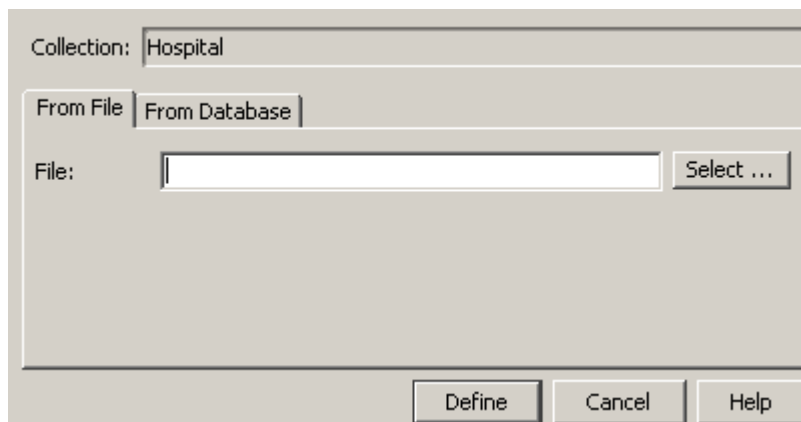 Collection: Hospital
From File From Database
File: Select ...
Define Cancel Help